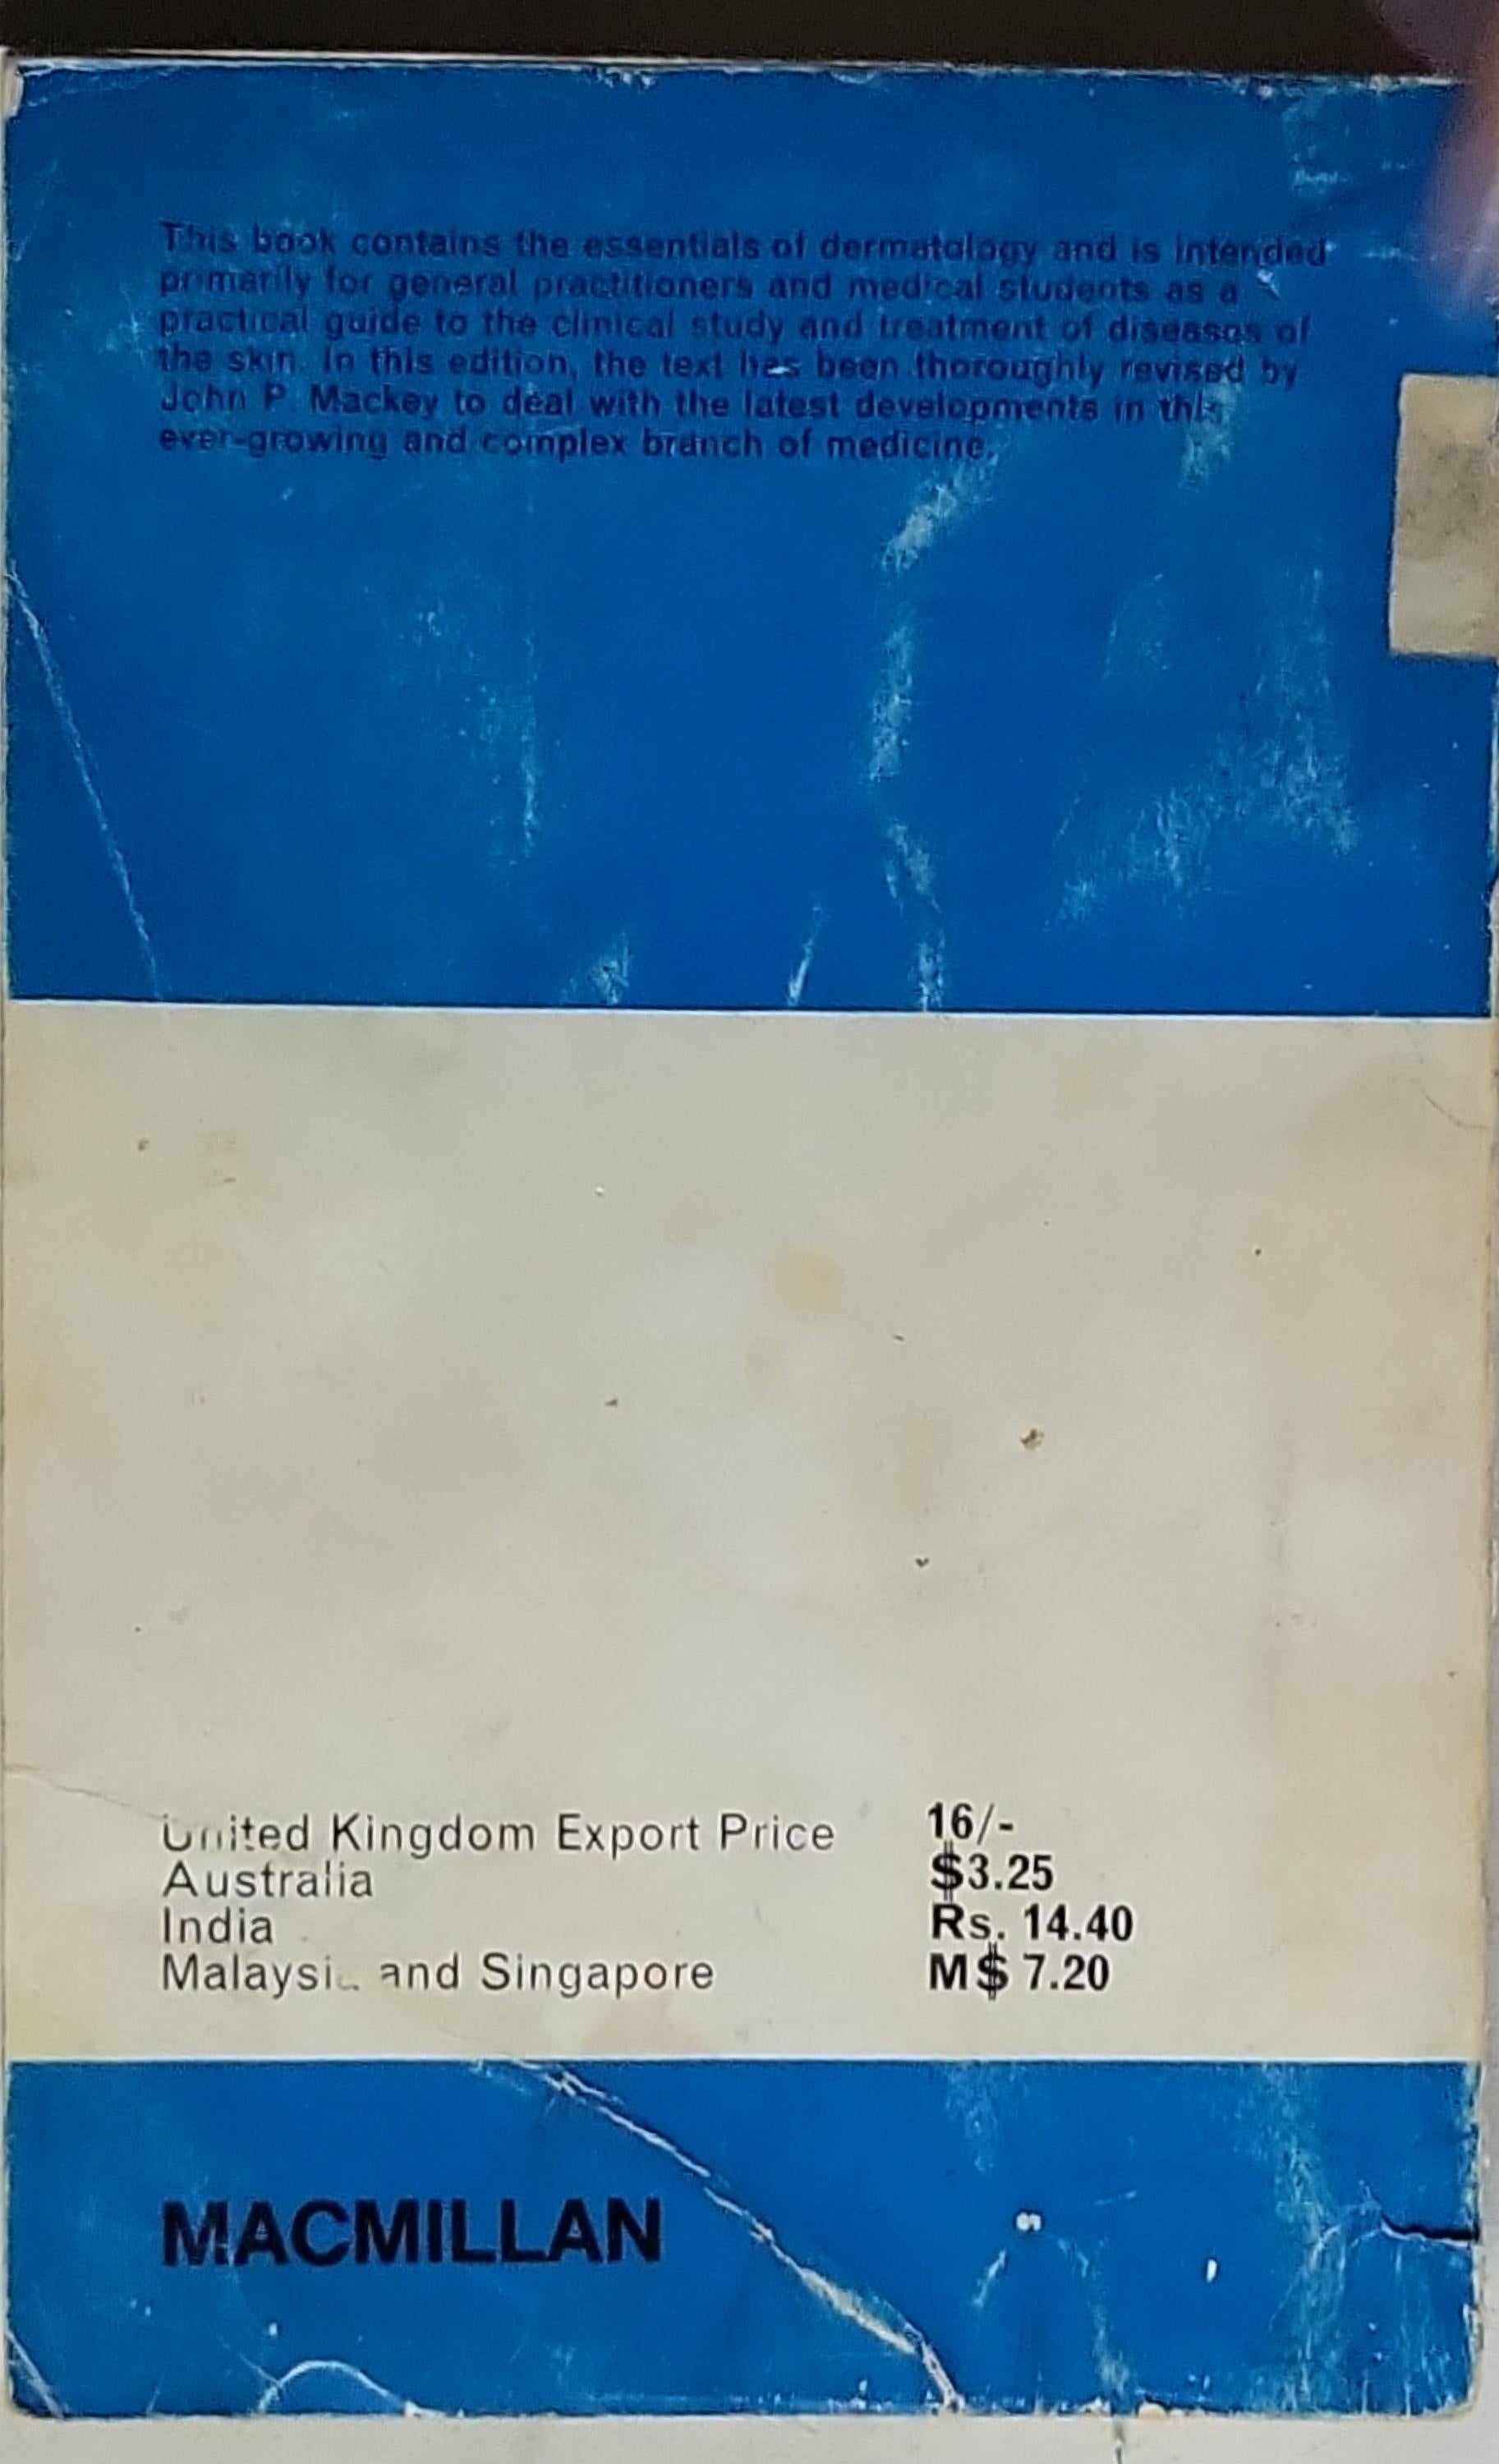 This book contains the essentials of dermatology and is intended
primarily for general practitioners and medical students as a
practical guide to the clinical study and treatment of diseases of
the skin. In this edition, the text has been thoroughly revised by
John P. Mackey to deal with the latest developments in this
ever-growing and complex branch of medicine.
United Kingdom Export Price 16/-
Australia $3.25
India Rs. 14.40
Malaysia and Singapore M$ 7.20
MACMILLAN